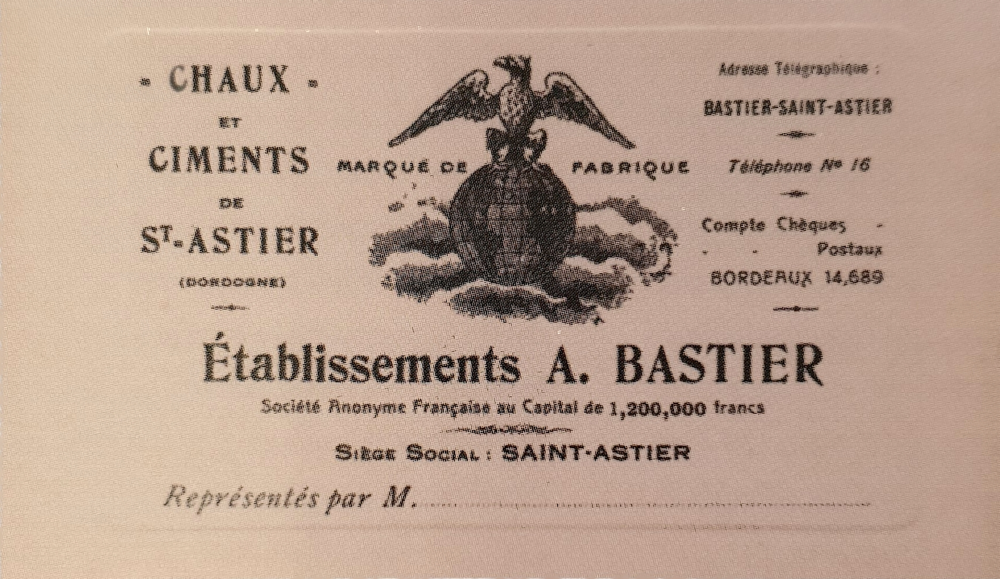 CHAUX
ET
CIMENTS
DE
ST-ASTIER
(DORDOGNE)
MARQUE DE FABRIQUE
Adresse Télégraphique :
BASTIER-SAINT-ASTIER
Téléphone No 16
Compte Chèques -
- - Postaux
BORDEAUX 14,689
Établissements A. BASTIER
Société Anonyme Française au Capital de 1,200,000 francs
SIÈGE SOCIAL : SAINT-ASTIER
Représentés par M.